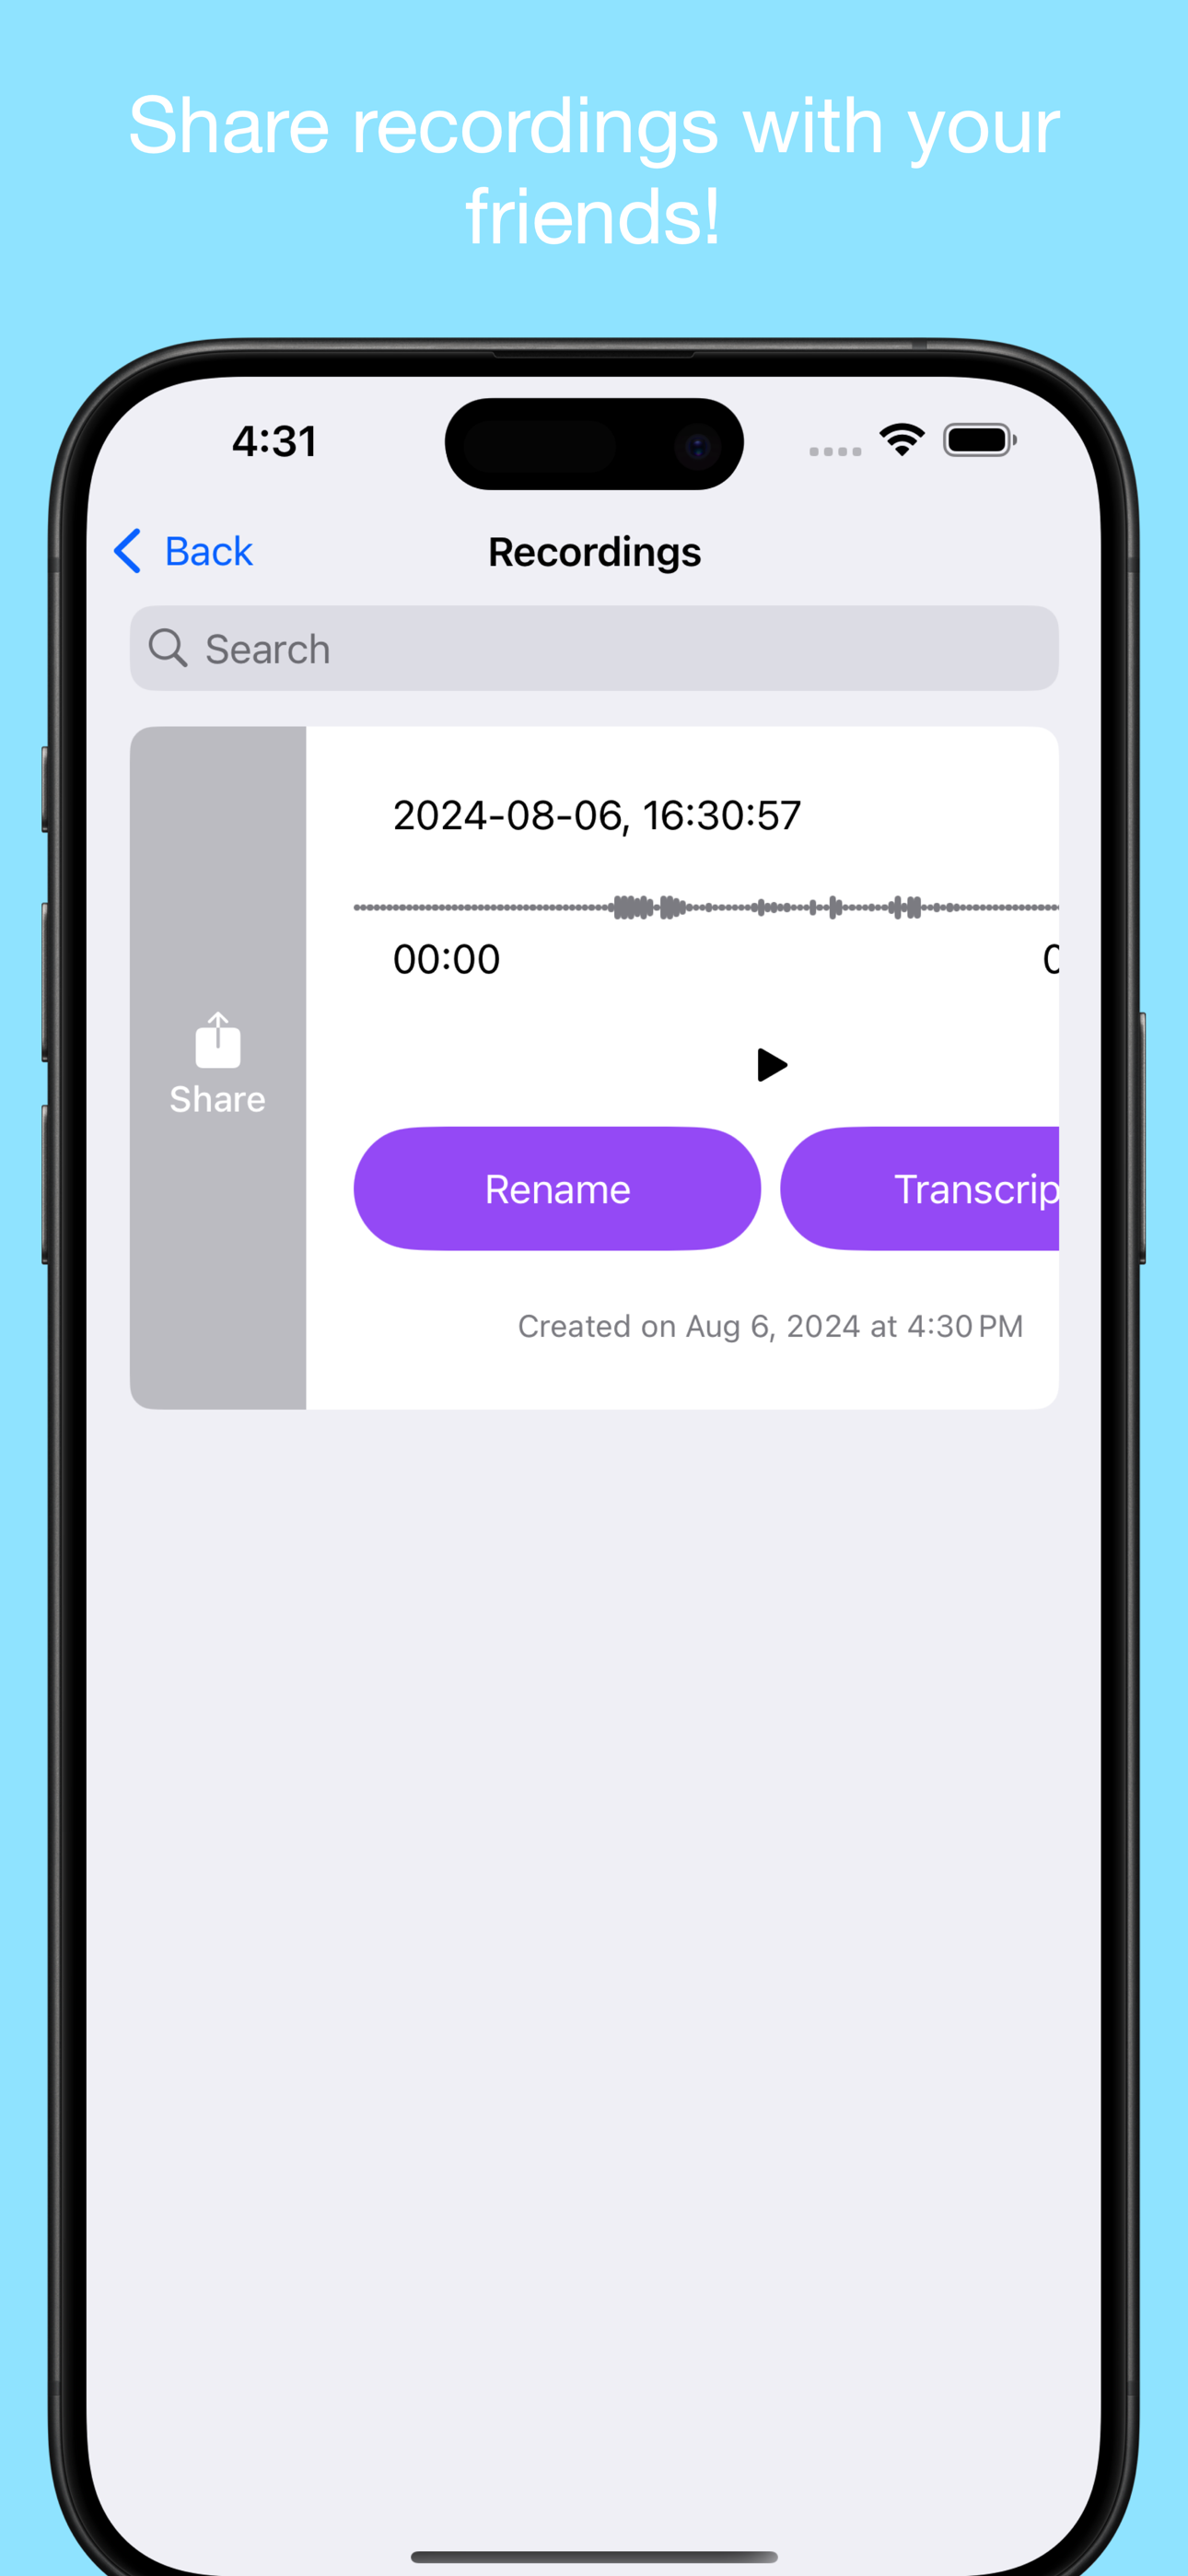 Share recordings with your
friends!
4:31
Back
Recordings
Search
2024-08-06, 16:30:57
00:00
Share
Rename
Transcrip
Created on Aug 6, 2024 at 4:30 PM